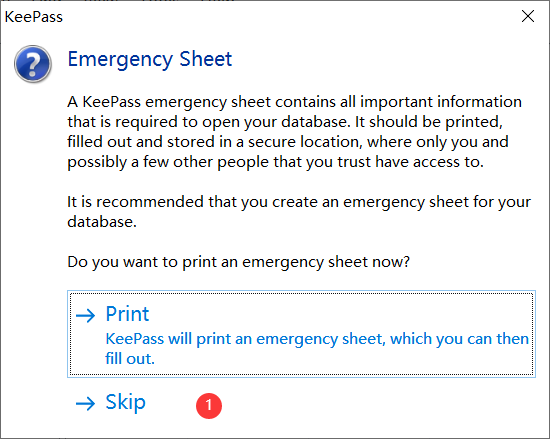 KeePass
Emergency Sheet
A KeePass emergency sheet contains all important information
that is required to open your database. It should be printed,
filled out and stored in a secure location, where only you and
possibly a few other people that you trust have access to.
It is recommended that you create an emergency sheet for your
database.
Do you want to print an emergency sheet now?
Print
KeePass will print an emergency sheet, which you can then
fill out.
Skip
1